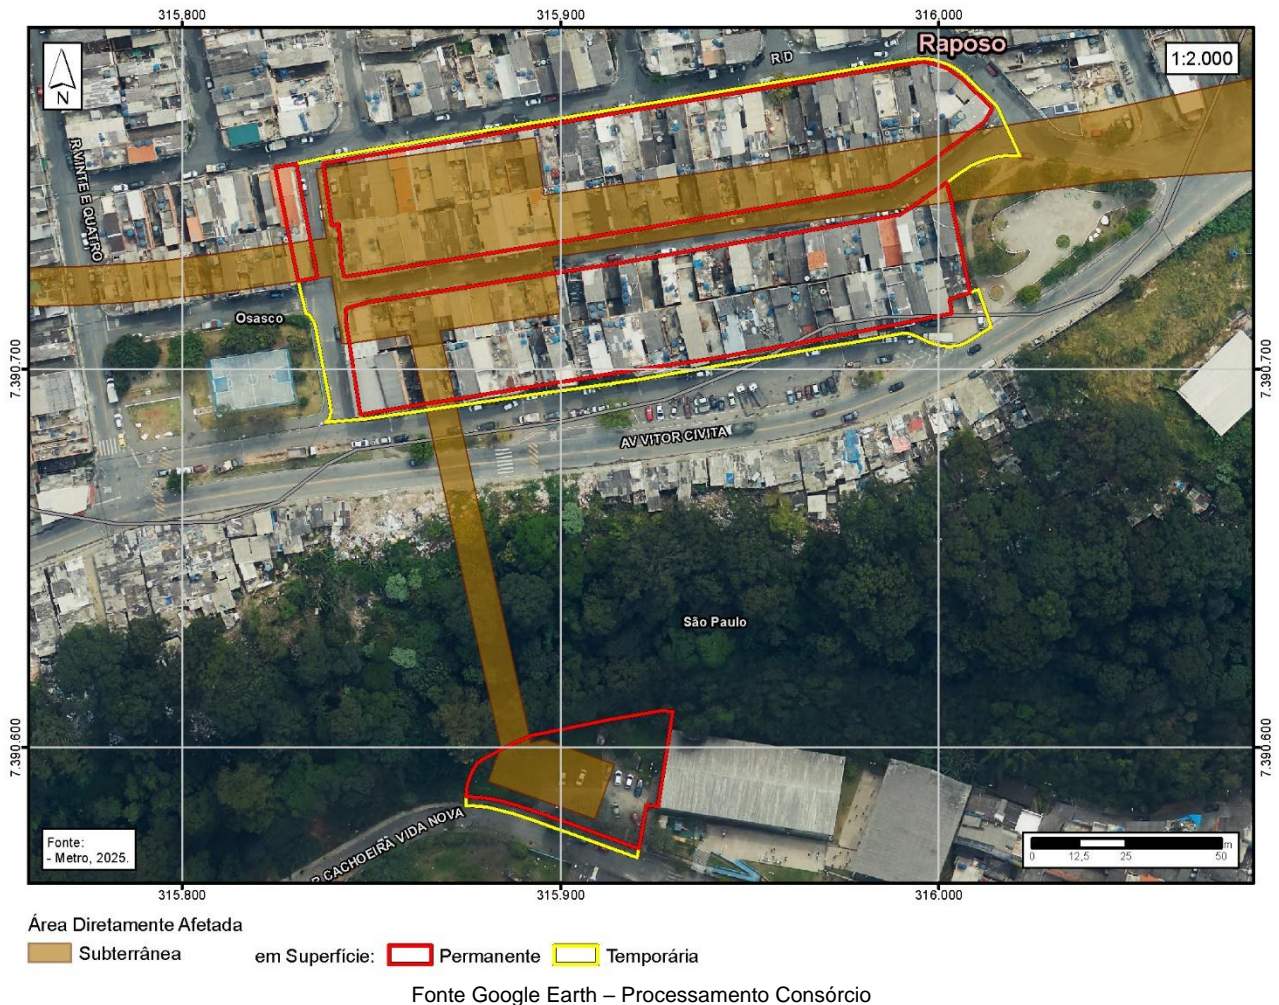 315.800
315.900
316.000
N
R D
Raposo
1:2.000
R VINTE E QUATRO
Osasco
7.390.700
7.390.700
AV VITOR CIVITA
São Paulo
7.390.600
7.390.600
R CACHOEIRA VIDA NOVA
Fonte:
- Metro, 2025.
m
0 12,5 25 50
315.800
315.900
316.000
Área Diretamente Afetada
Subterrânea
em Superfície:
Permanente
Temporária
Fonte Google Earth – Processamento Consórcio